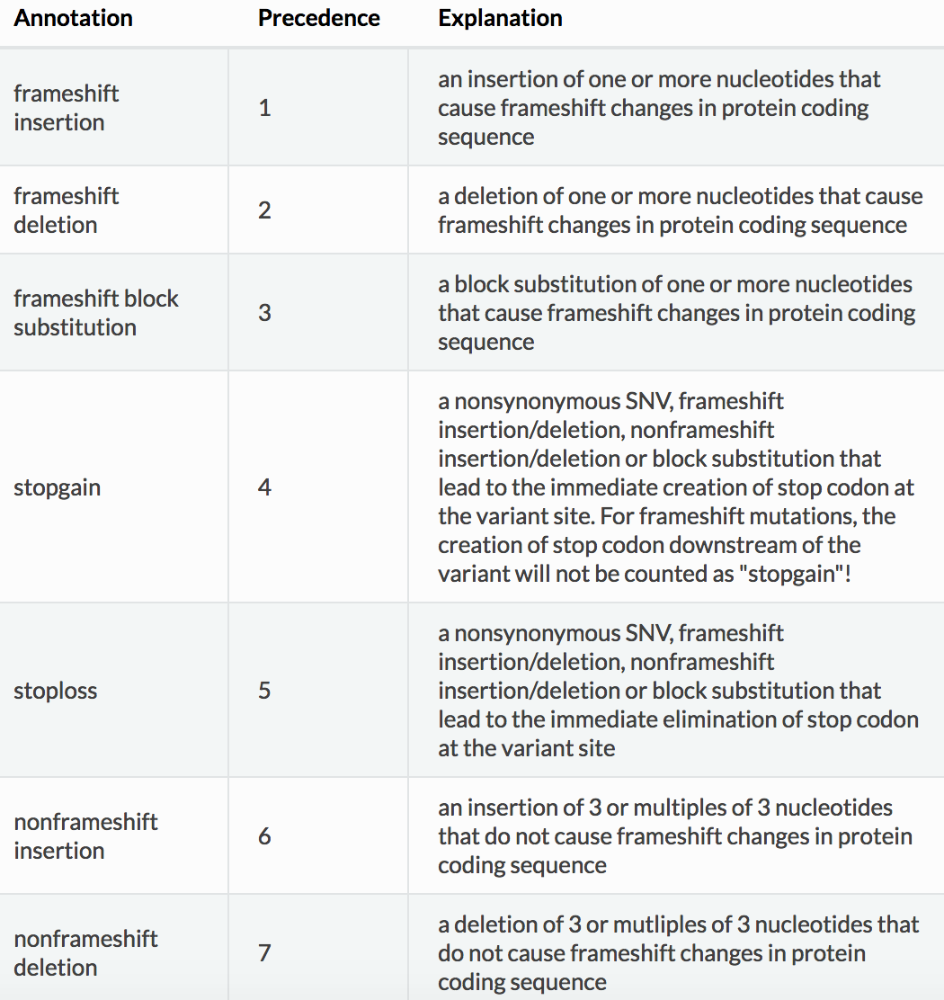 Annotation Precedence Explanation
frameshift
insertion
1
an insertion of one or more nucleotides that
cause frameshift changes in protein coding
sequence
frameshift
deletion
2
a deletion of one or more nucleotides that cause
frameshift changes in protein coding sequence
frameshift block
substitution
3
a block substitution of one or more nucleotides
that cause frameshift changes in protein coding
sequence
stopgain
4
a nonsynonymous SNV, frameshift
insertion/deletion, nonframeshift
insertion/deletion or block substitution that
lead to the immediate creation of stop codon at
the variant site. For frameshift mutations, the
creation of stop codon downstream of the
variant will not be counted as "stopgain"!
stoploss
5
a nonsynonymous SNV, frameshift
insertion/deletion, nonframeshift
insertion/deletion or block substitution that
lead to the immediate elimination of stop codon
at the variant site
nonframeshift
insertion
6
an insertion of 3 or multiples of 3 nucleotides
that do not cause frameshift changes in protein
coding sequence
nonframeshift
deletion
7
a deletion of 3 or mutliples of 3 nucleotides that
do not cause frameshift changes in protein
coding sequence